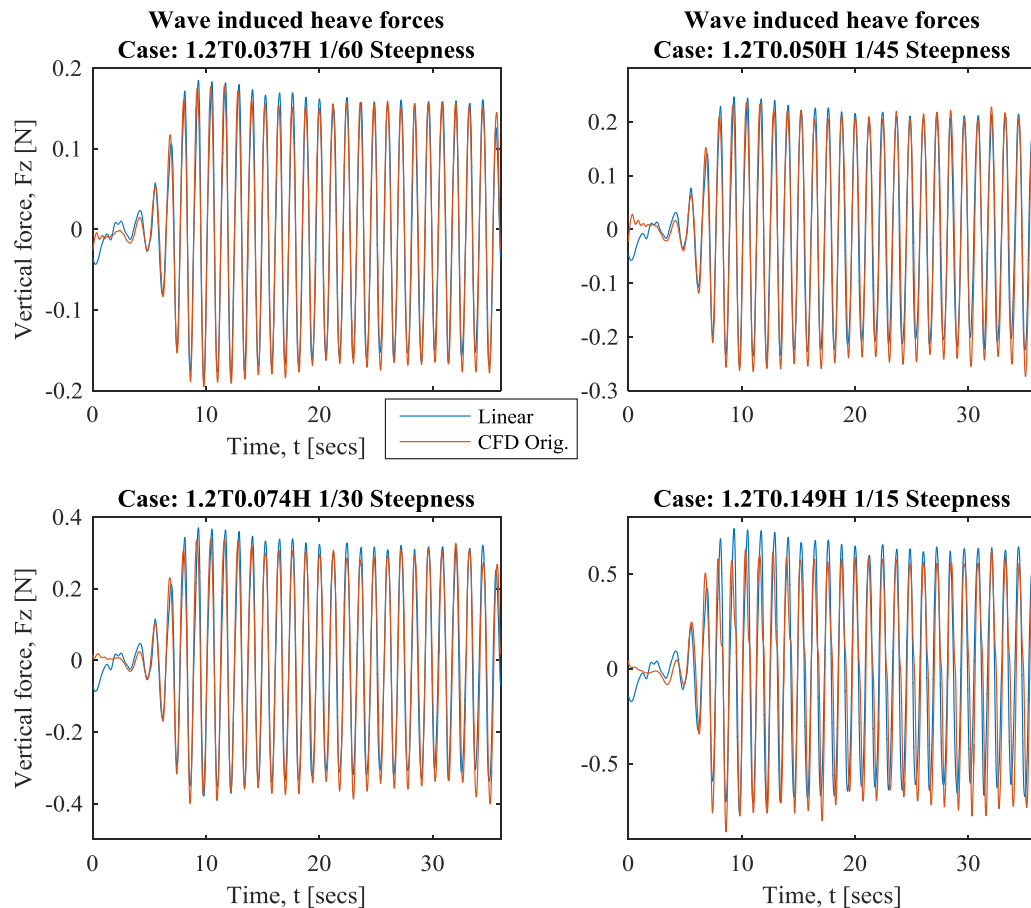 Wave induced heave forces
Case: 1.2T0.037H 1/60 Steepness
Vertical force, Fz [N]
0.2
0.1
0
-0.1
-0.2
0
10
20
30
Time, t [secs]
Wave induced heave forces
Case: 1.2T0.050H 1/45 Steepness
0.2
0.1
0
-0.1
-0.2
-0.3
0
10
20
30
Linear
CFD Orig.
Case: 1.2T0.074H 1/30 Steepness
Vertical force, Fz [N]
0.4
0.2
0
-0.2
-0.4
0
10
20
30
Time, t [secs]
Case: 1.2T0.149H 1/15 Steepness
0.5
0
-0.5
0
10
20
30
Time, t [secs]